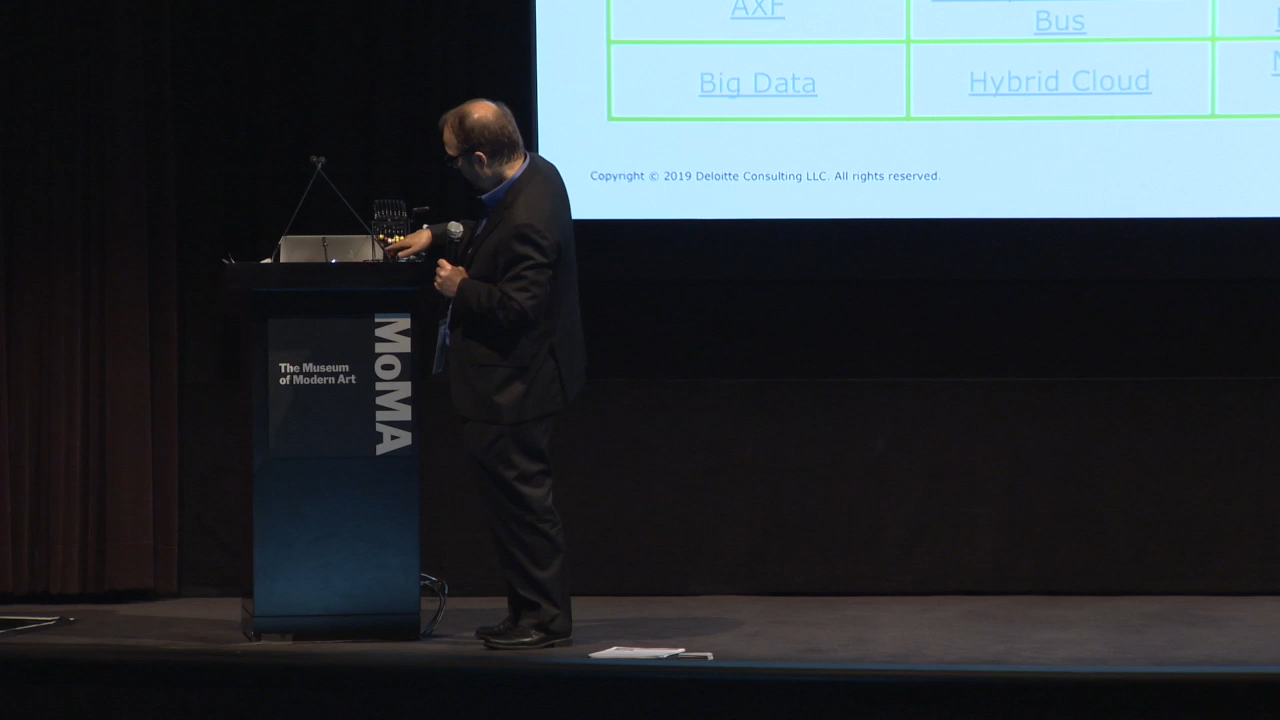 AXF
Bus
Big Data
Hybrid Cloud
Copyright © 2019 Deloitte Consulting LLC. All rights reserved.
The Museum
of Modern Art
MoMA